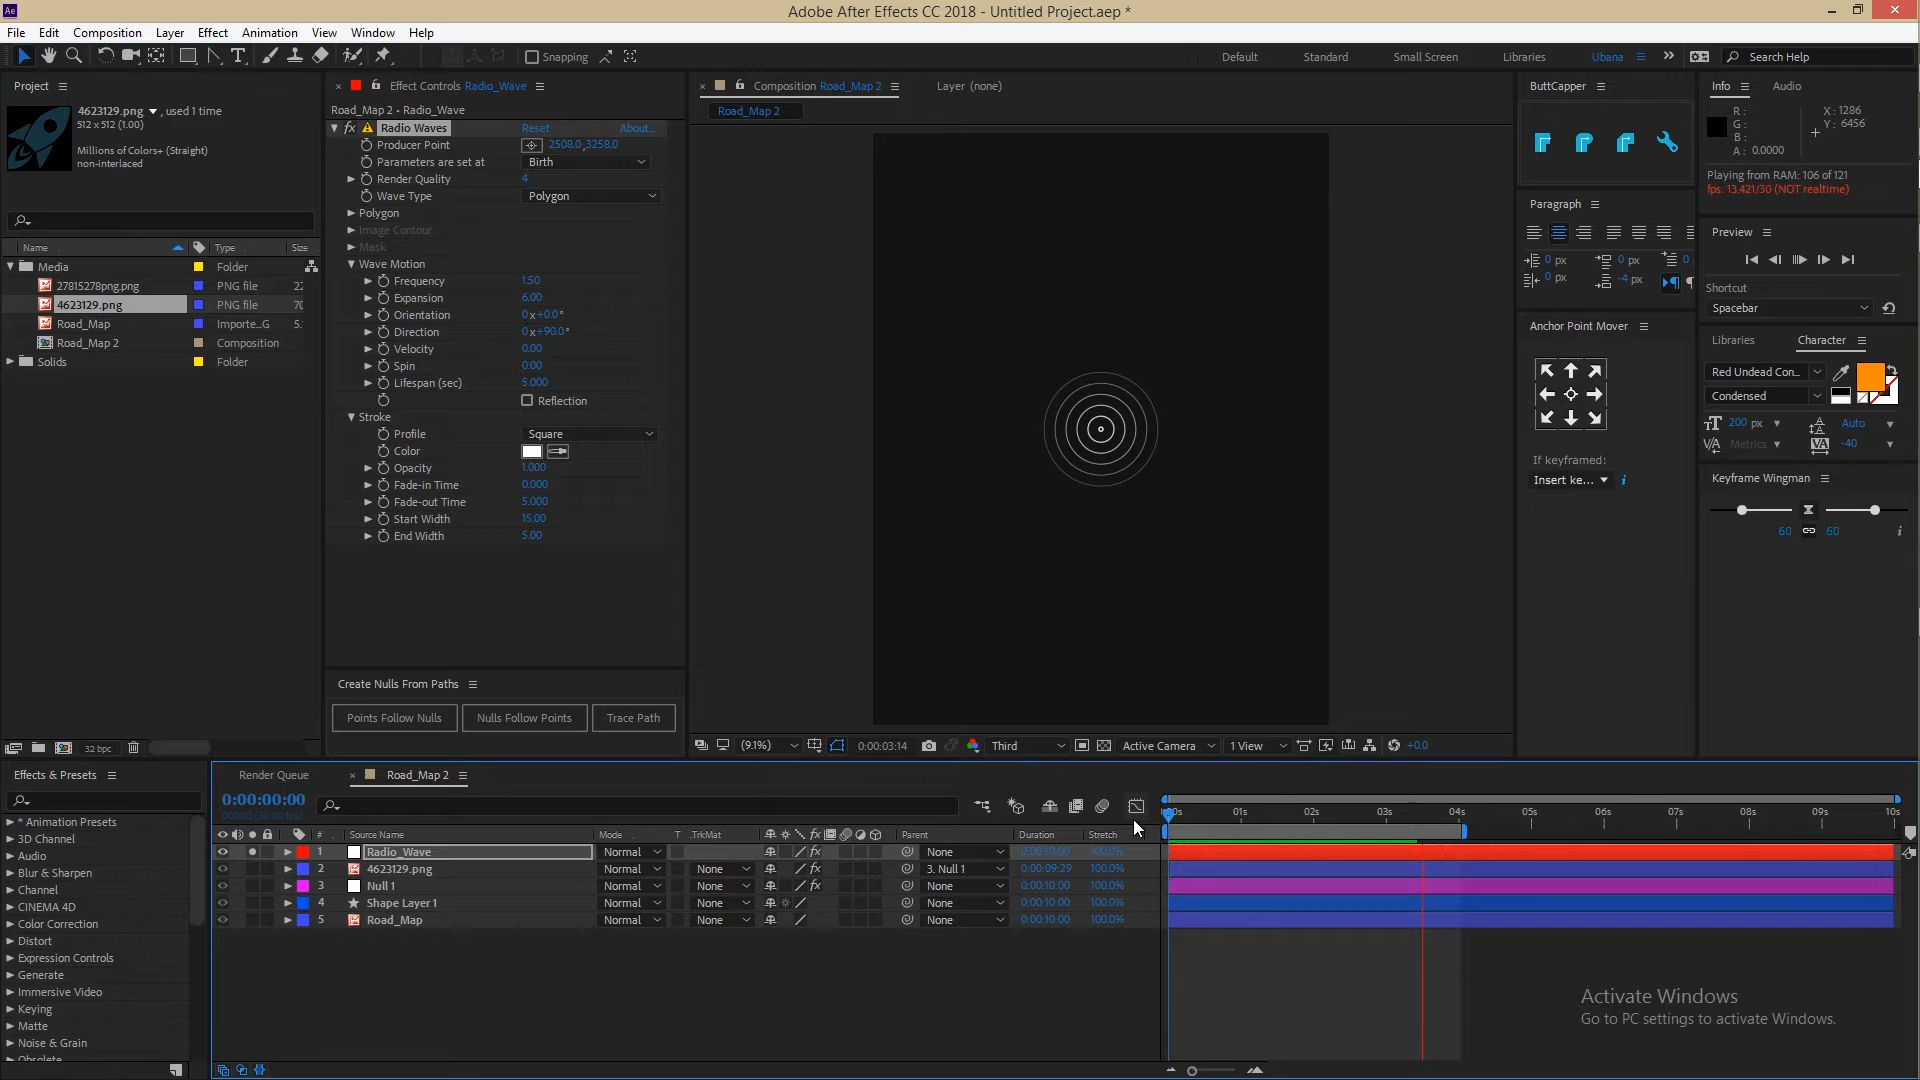 Adobe After Effects CC 2018 - Untitled Project.aep *
File Edit Composition Layer Effect Animation View Window Help
Snapping
Default Standard Small Screen Libraries Ubana Search Help
Project
4623129.png , used 1 time
512 x 512 (1.00)
Millions of Colors+ (Straight)
non-interlaced
Name Type Size
Media Folder
27815278png.png PNG file 22
4623129.png PNG file 70
Road_Map Importe...G 5.
Road_Map 2 Composition
Solids Folder
32 bpc
Effect Controls Radio_Wave
Road_Map 2 • Radio_Wave
fx Radio Waves Reset About...
Producer Point 2508.0,3258.0
Parameters are set at Birth
Render Quality 4
Wave Type Polygon
Polygon
Image Contour
Mask
Wave Motion
Frequency 1.50
Expansion 6.00
Orientation 0x+0.0°
Direction 0x+90.0°
Velocity 0.00
Spin 0.00
Lifespan (sec) 5.000
Reflection
Stroke
Profile Square
Color
Opacity 1.000
Fade-in Time 0.000
Fade-out Time 5.000
Start Width 15.00
End Width 5.00
Create Nulls From Paths
Points Follow Nulls Nulls Follow Points Trace Path
Composition Road_Map 2 Layer (none)
Road_Map 2
(9.1%) 0:00:03:14 Third Active Camera 1 View +0.0
ButtCapper
Paragraph
0 px 0 px 0
0 px -4 px
Anchor Point Mover
If keyframed:
Insert ke... i
Info Audio
R : X : 1286
G : Y : 6456
B :
A : 0.0000
Playing from RAM: 106 of 121
fps: 13.421/30 (NOT realtime)
Preview
Shortcut
Spacebar
Libraries Character
Red Undead Con...
Condensed
200 px Auto
Metrics -40
Keyframe Wingman
60 60 i
Effects & Presets
* Animation Presets
3D Channel
Audio
Blur & Sharpen
Channel
CINEMA 4D
Color Correction
Distort
Expression Controls
Generate
Immersive Video
Keying
Matte
Noise & Grain
Obsolete
Render Queue Road_Map 2
0:00:00:00
00000 (30.00 fps)
# Source Name Mode T .TrkMat Parent Duration Stretch
1 Radio_Wave Normal None 0:00:10:00 100.0%
2 4623129.png Normal None 3. Null 1 0:00:09:29 100.0%
3 Null 1 Normal None None 0:00:10:00 100.0%
4 Shape Layer 1 Normal None None 0:00:10:00 100.0%
5 Road_Map Normal None None 0:00:10:00 100.0%
01s 02s 03s 04s 05s 06s 07s 08s 09s 10s
Activate Windows
Go to PC settings to activate Windows.